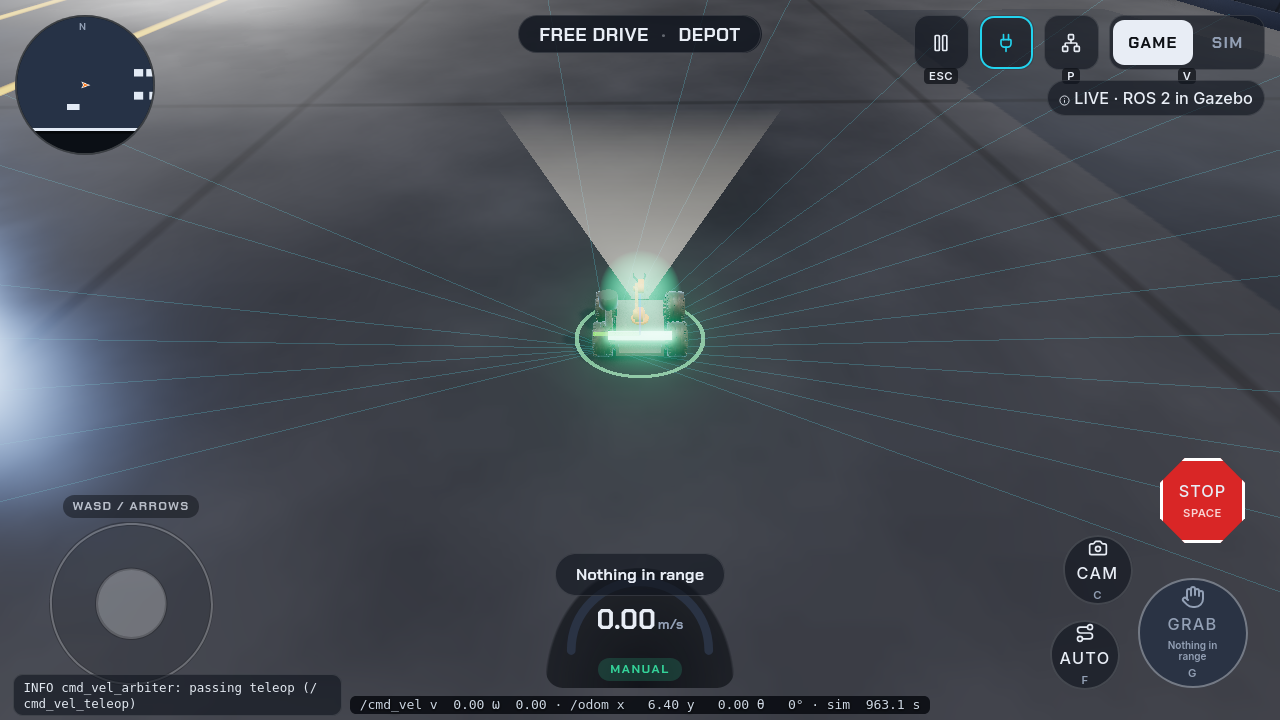 N
FREE DRIVE · DEPOT
ESC
P
GAME SIM
V
LIVE · ROS 2 in Gazebo
WASD / ARROWS
STOP
SPACE
CAM
C
GRAB
Nothing in
range
G
AUTO
F
Nothing in range
0.00 m/s
MANUAL
INFO cmd_vel_arbiter: passing teleop (/
cmd_vel_teleop)
/cmd_vel v 0.00 ω 0.00 · /odom x 6.40 y 0.00 θ 0° · sim 963.1 s